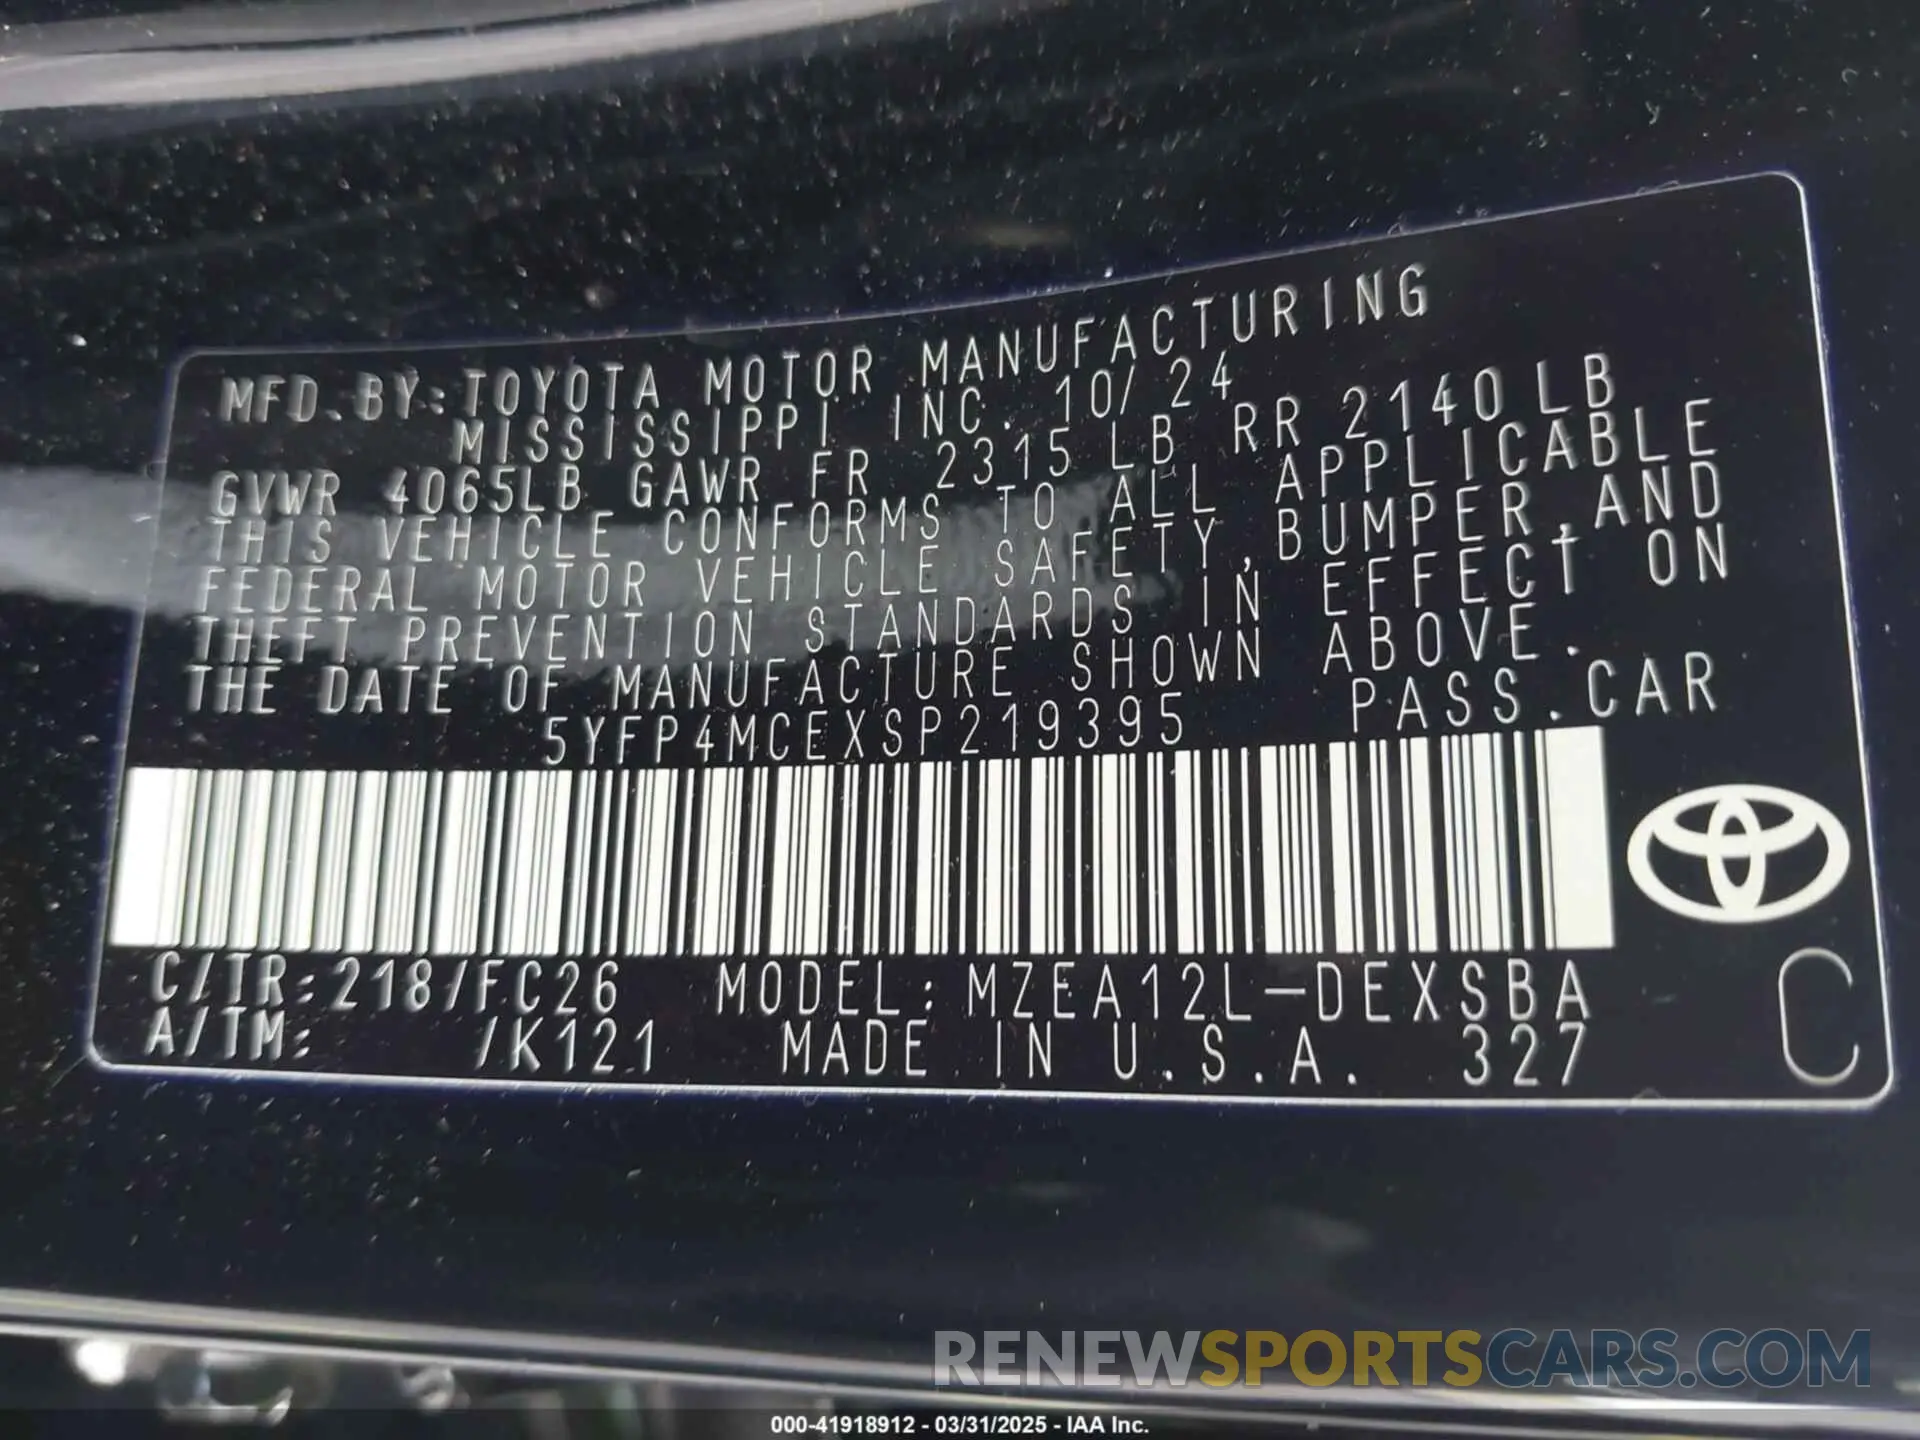 MFD.BY:TOYOTA MOTOR MANUFACTURING
MISSISSIPPI INC. 10/24
GVWR 4065LB GAWR FR 2315 LB RR 2140LB
THIS VEHICLE CONFORMS TO ALL APPLICABLE
FEDERAL MOTOR VEHICLE SAFETY,BUMPER,AND
THEFT PREVENTION STANDARDS IN EFFECT ON
THE DATE OF MANUFACTURE SHOWN ABOVE.
5YFP4MCEXSP219395 PASS.CAR
C/TR:218/FC26 MODEL:MZEA12L-DEXSBA
A/TM: /K121 MADE IN U.S.A. 327
C
RENEWSPORTSCARS.COM
000-41918912 - 03/31/2025 - IAA Inc.